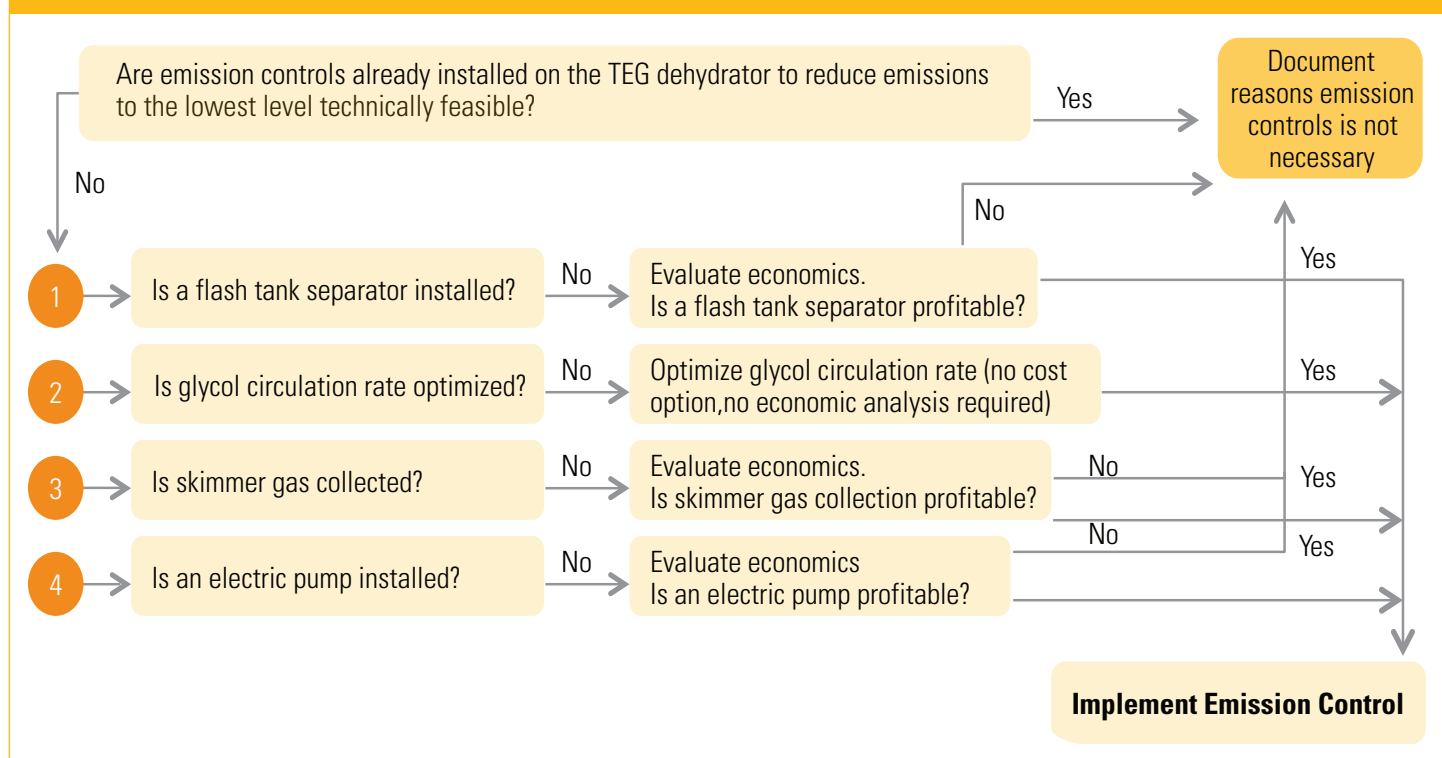 Are emission controls already installed on the TEG dehydrator to reduce emissions
to the lowest level technically feasible?
Yes
Document
reasons emission
controls is not
necessary
No
No
1
Is a flash tank separator installed?
No
Evaluate economics.
Is a flash tank separator profitable?
Yes
2
Is glycol circulation rate optimized?
No
Optimize glycol circulation rate (no cost
option,no economic analysis required)
Yes
3
Is skimmer gas collected?
No
Evaluate economics.
Is skimmer gas collection profitable?
No
Yes
4
Is an electric pump installed?
No
Evaluate economics
Is an electric pump profitable?
No
Yes
Implement Emission Control